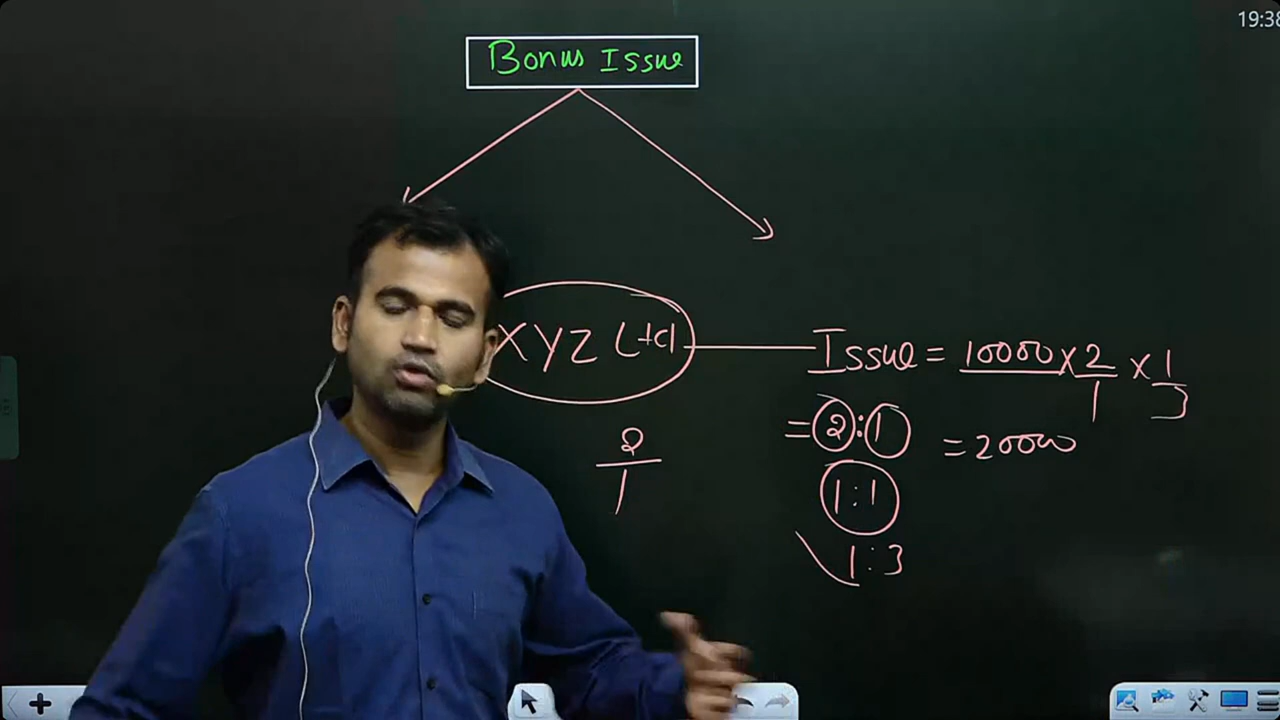 19:38
Bonus Issue
XYZ Ltd
Issue = 10000 × 2/1 × 1/3
= 2:1
= 20000
2/1
1:1
1:3